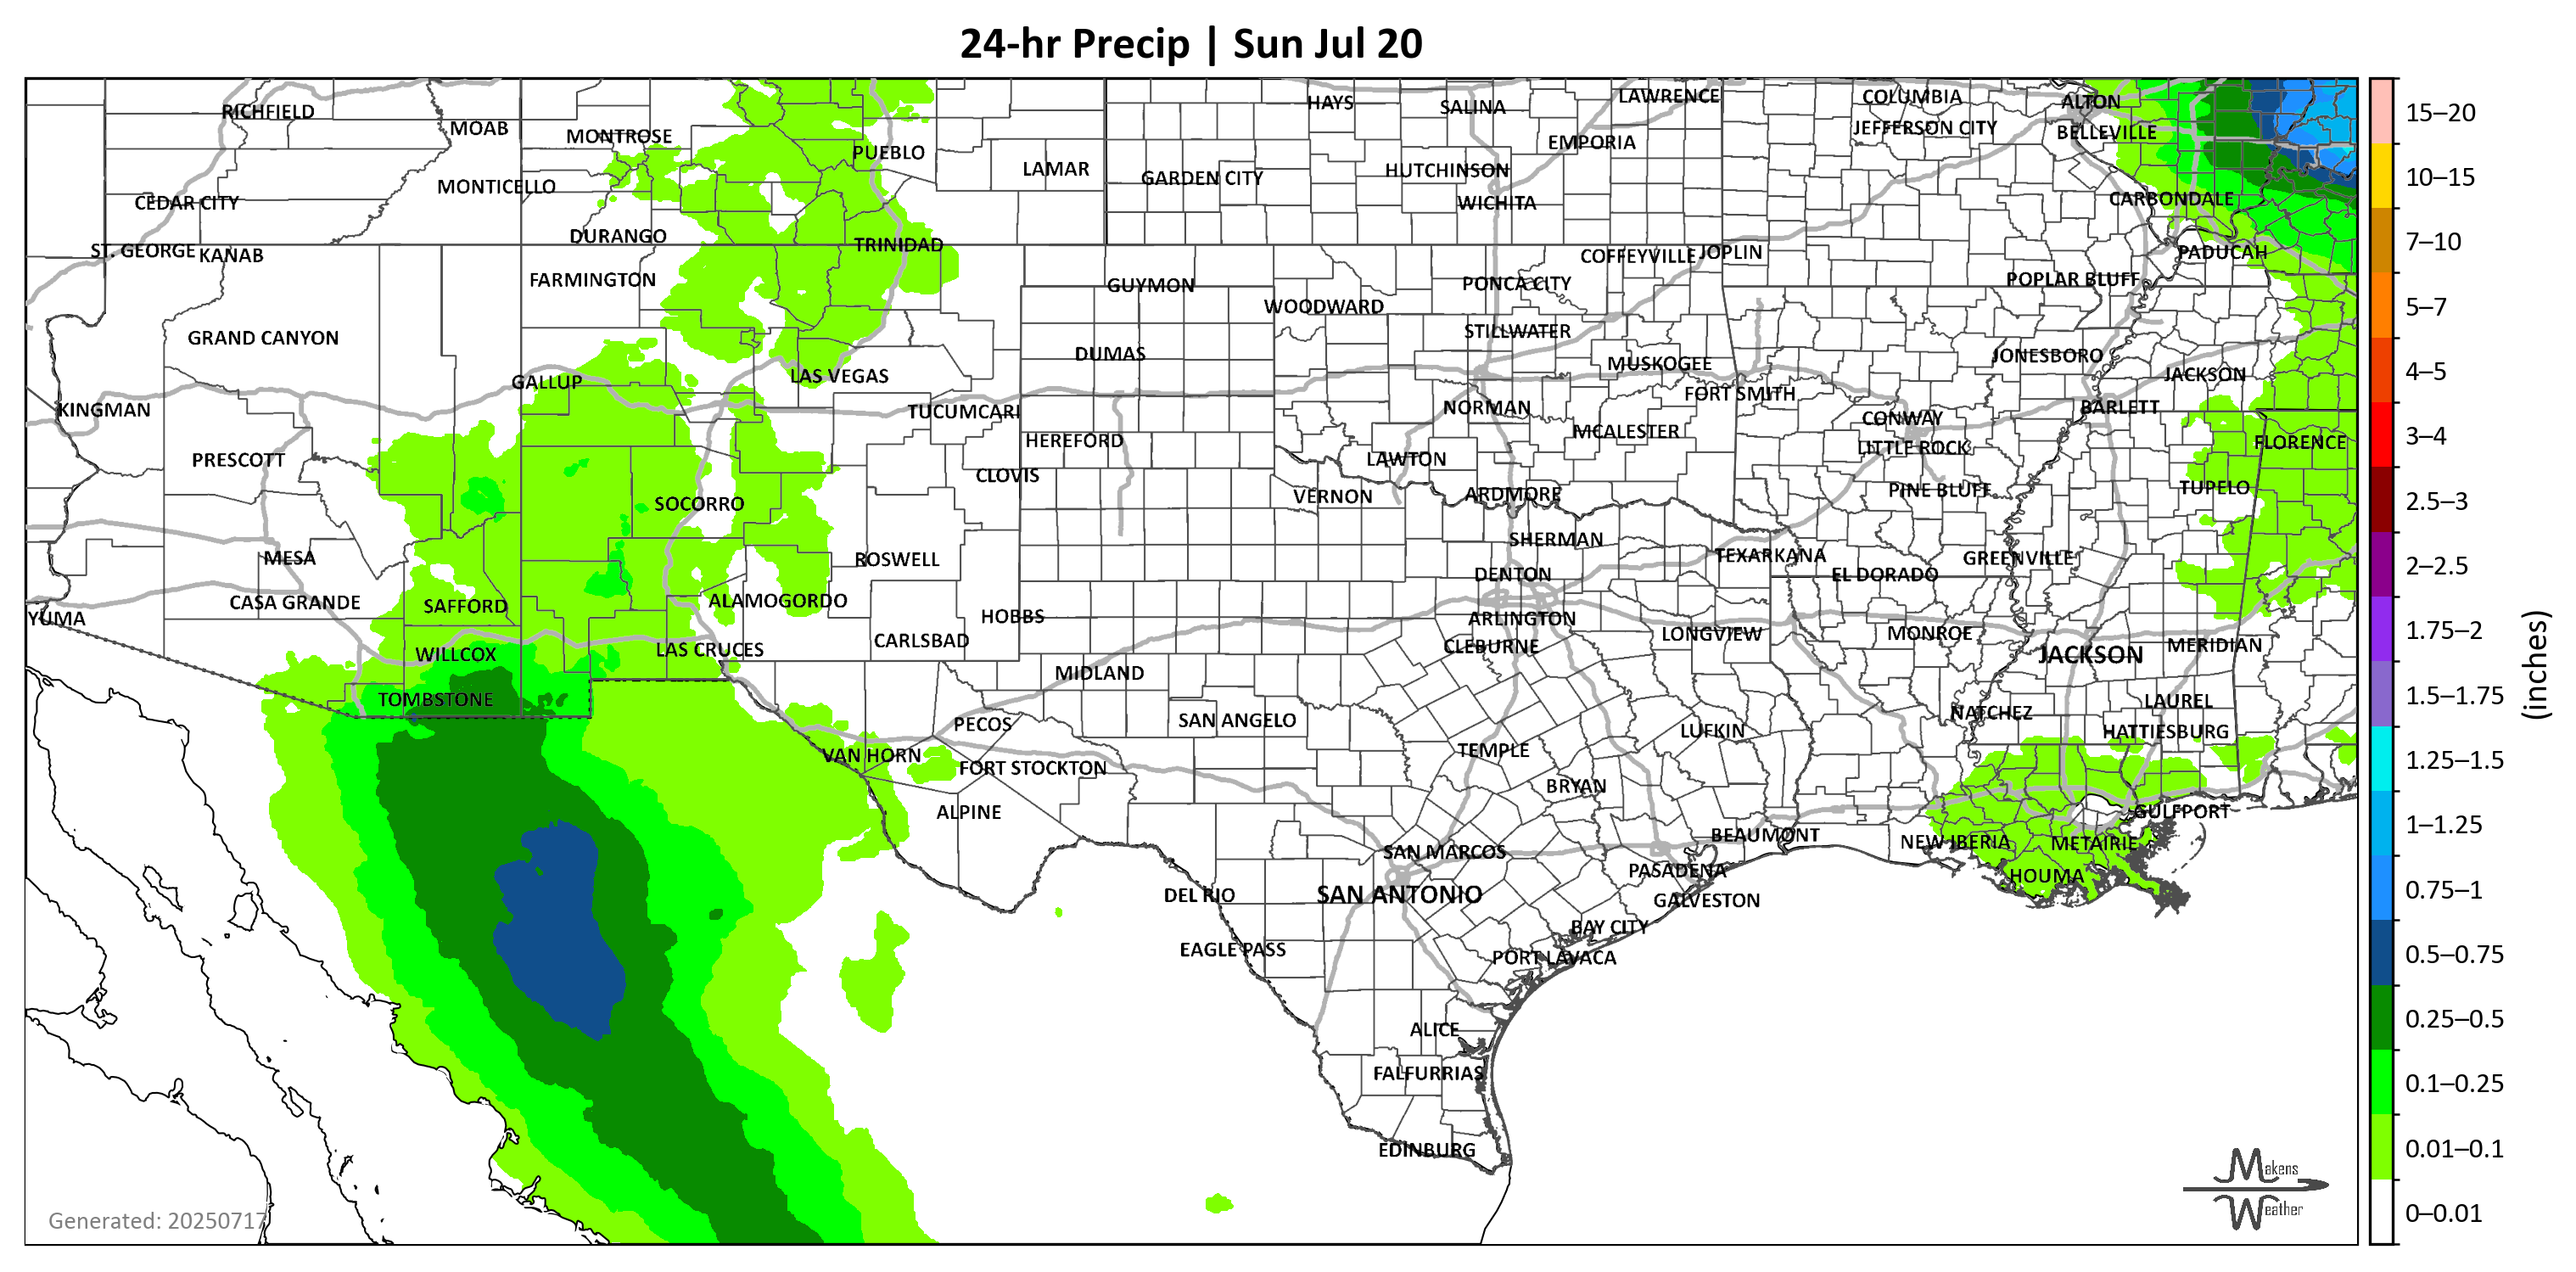 24-hr Precip | Sun Jul 20
RICHFIELD
MOAB
MONTROSE
PUEBLO
LAMAR
HAYS
SALINA
LAWRENCE
COLUMBIA
ALTON
JEFFERSON CITY
BELLEVILLE
EMPORIA
GARDEN CITY
HUTCHINSON
MONTICELLO
CEDAR CITY
WICHITA
CARBONDALE
DURANGO
TRINIDAD
ST. GEORGE
KANAB
COFFEYVILLE
JOPLIN
PADUCAH
FARMINGTON
GUYMON
PONCA CITY
POPLAR BLUFF
WOODWARD
GRAND CANYON
STILLWATER
DUMAS
MUSKOGEE
JONESBORO
GALLUP
LAS VEGAS
JACKSON
FORT SMITH
KINGMAN
TUCUMCARI
NORMAN
BARLETT
CONWAY
HEREFORD
MCALESTER
LITTLE ROCK
FLORENCE
PRESCOTT
LAWTON
CLOVIS
TUPELO
SOCORRO
VERNON
ARDMORE
PINE BLUFF
SHERMAN
MESA
ROSWELL
TEXARKANA
GREENVILLE
DENTON
EL DORADO
CASA GRANDE
SAFFORD
ALAMOGORDO
YUMA
HOBBS
ARLINGTON
CARLSBAD
LONGVIEW
MONROE
WILLCOX
LAS CRUCES
CLEBURNE
JACKSON
MERIDIAN
MIDLAND
TOMBSTONE
LAUREL
PECOS
SAN ANGELO
NATCHEZ
LUFKIN
HATTIESBURG
VAN HORN
FORT STOCKTON
TEMPLE
BRYAN
ALPINE
GULFPORT
BEAUMONT
NEW IBERIA
METAIRIE
SAN MARCOS
PASADENA
HOUMA
DEL RIO
SAN ANTONIO
GALVESTON
BAY CITY
EAGLE PASS
PORT LAVACA
ALICE
FALFURRIAS
EDINBURG
Generated: 20250717
Makens
Weather
15–20
10–15
7–10
5–7
4–5
3–4
2.5–3
2–2.5
1.75–2
1.5–1.75
1.25–1.5
1–1.25
0.75–1
0.5–0.75
0.25–0.5
0.1–0.25
0.01–0.1
0–0.01
(inches)